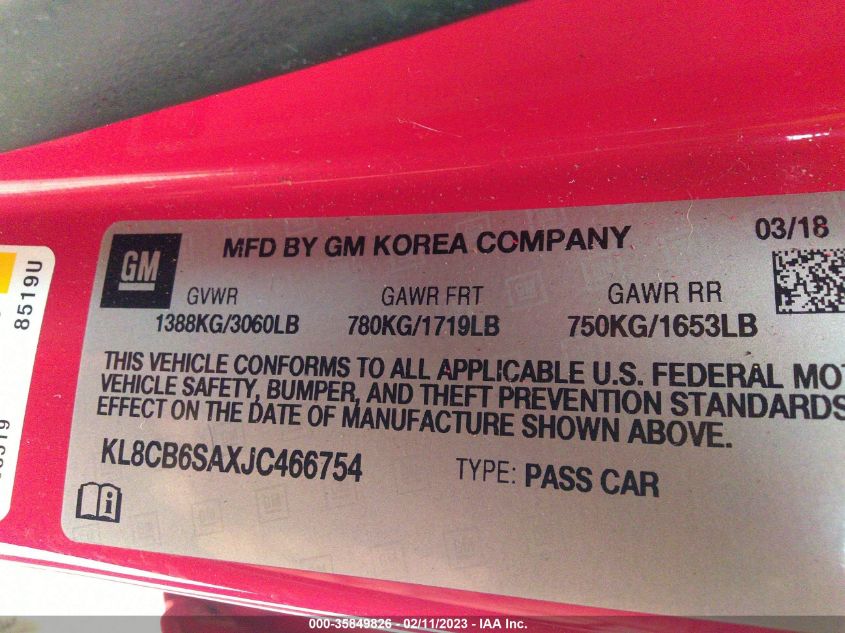 MFD BY GM KOREA COMPANY
03/18
GM
GVWR
GAWR FRT
GAWR RR
1388KG/3060LB
780KG/1719LB
750KG/1653LB
THIS VEHICLE CONFORMS TO ALL APPLICABLE U.S. FEDERAL MOT
VEHICLE SAFETY, BUMPER, AND THEFT PREVENTION STANDARDS
EFFECT ON THE DATE OF MANUFACTURE SHOWN ABOVE.
KL8CB6SAXJC466754
TYPE: PASS CAR
8519U
000-35849826 - 02/11/2023 - IAA Inc.